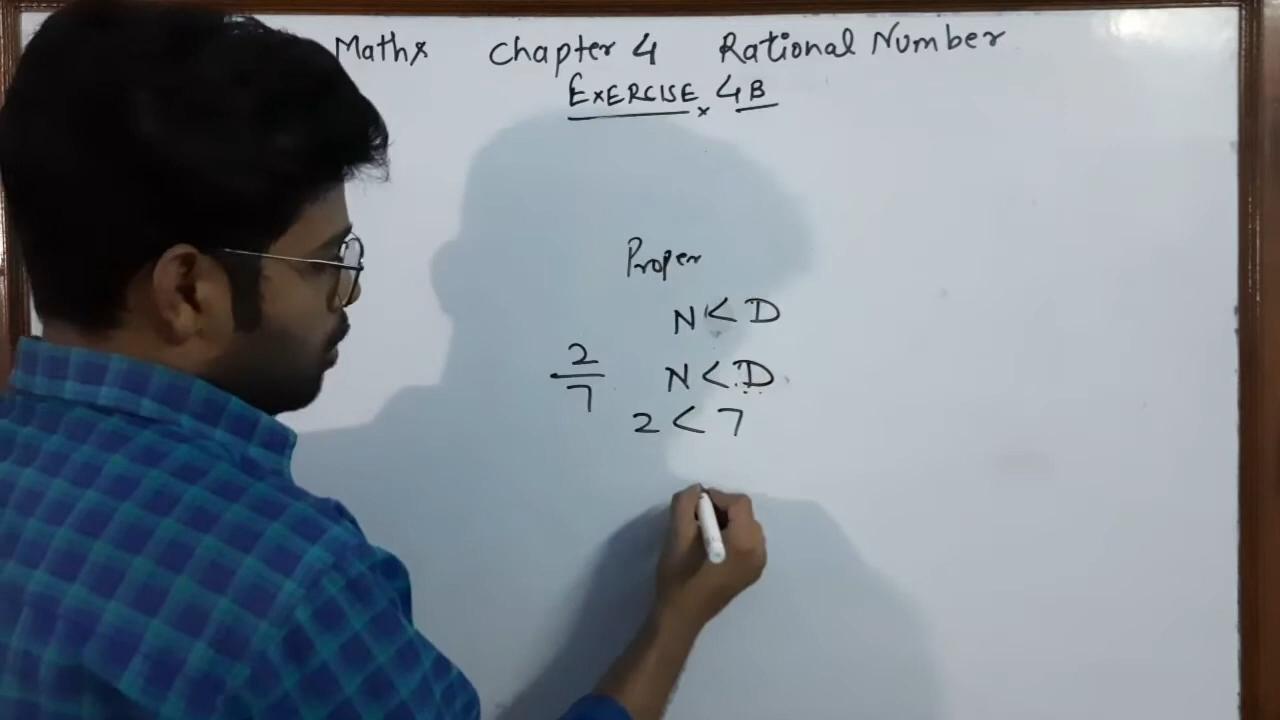 Maths Chapter 4 Rational Number
EXERCISE 4B
Proper
N < D
2/7 N < D
2 < 7